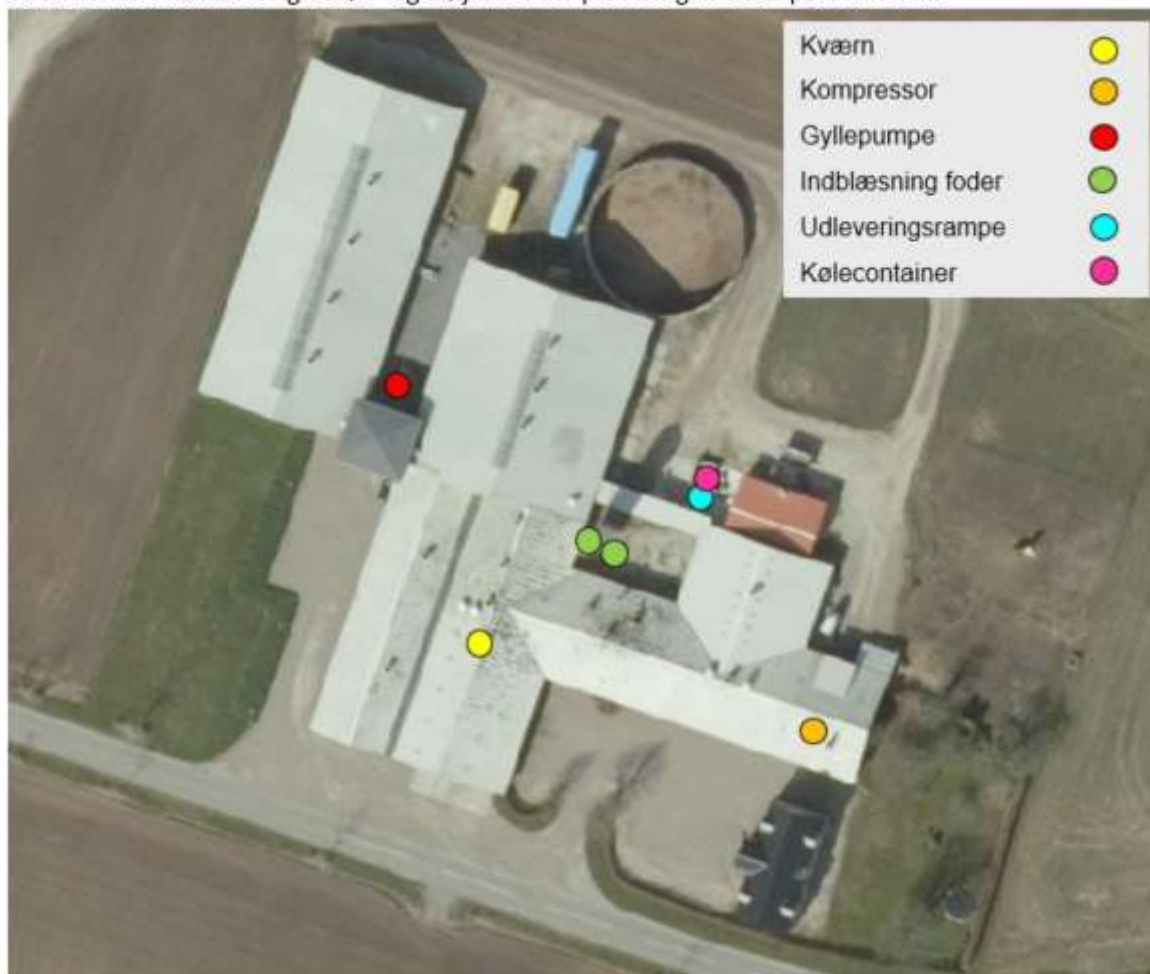 Kværn
Kompressor
Gyllepumpe
Indblæsning foder
Udleveringsrampe
Kølecontainer